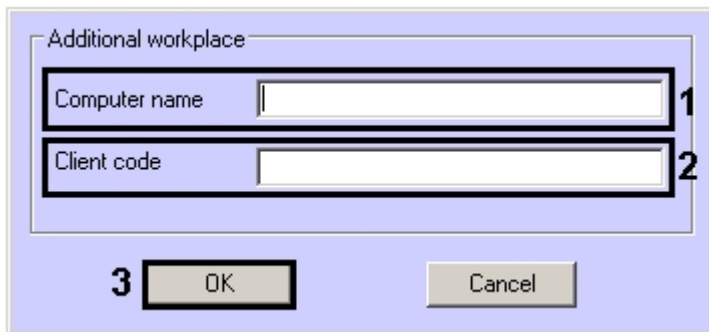 Additional workplace
Computer name 1
Client code 2
3 OK Cancel